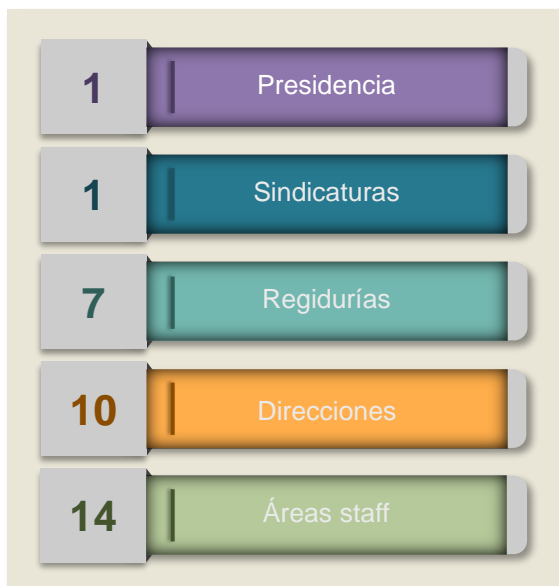 1 Presidencia
1 Sindicaturas
7 Regidurías
10 Direcciones
14 Áreas staff